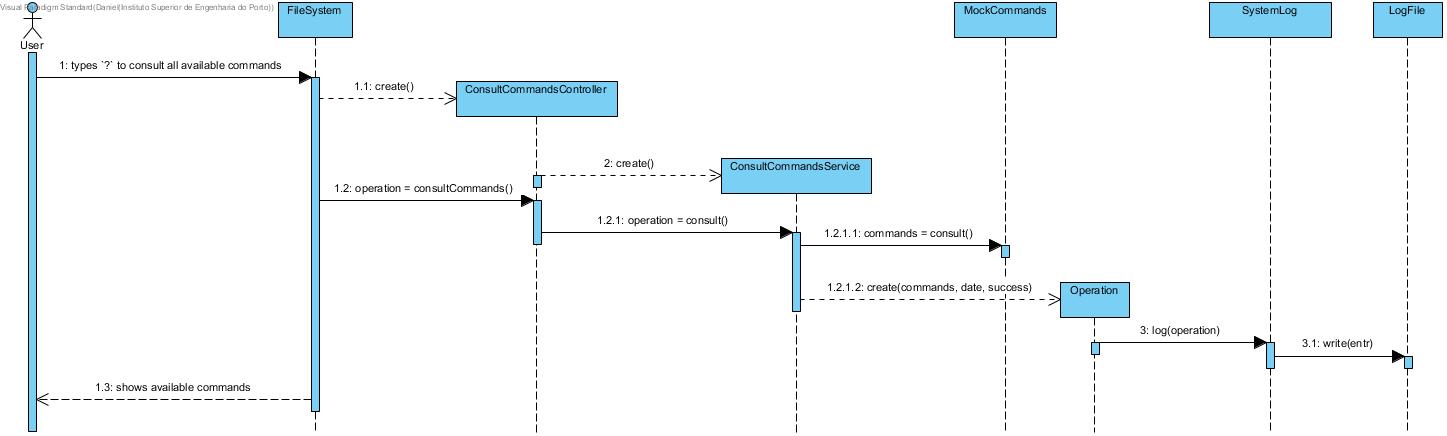 Visual Paradigm Standard(Daniel(Instituto Superior de Engenharia do Porto))
User
FileSystem
MockCommands
SystemLog
LogFile
1: types `?` to consult all available commands
1.1: create()
ConsultCommandsController
2: create()
ConsultCommandsService
1.2: operation = consultCommands()
1.2.1: operation = consult()
1.2.1.1: commands = consult()
1.2.1.2: create(commands, date, success)
Operation
3: log(operation)
3.1: write(entr)
1.3: shows available commands